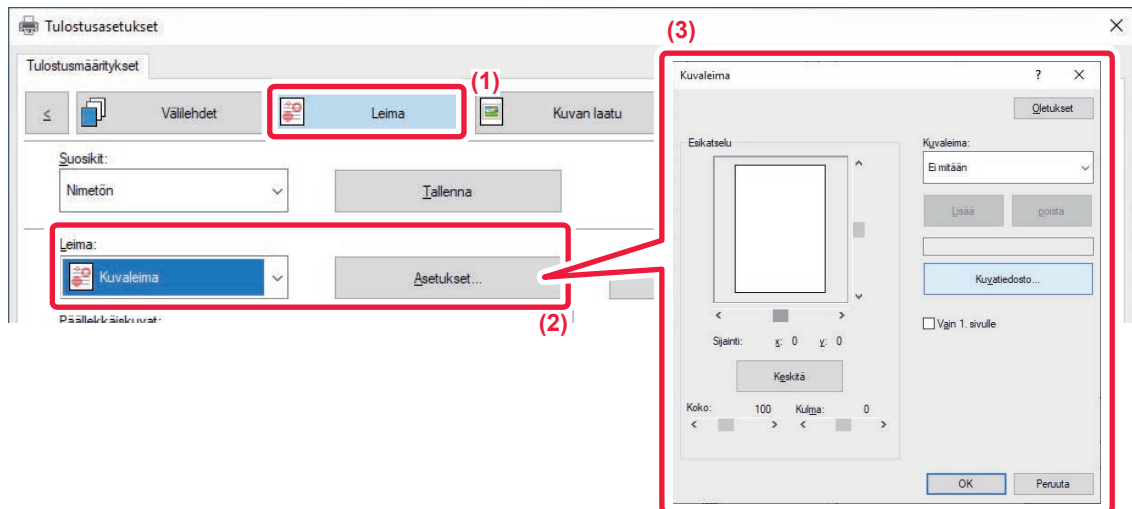 Tulostusasetukset
Tulostusmääritykset
(1)
≤ Välilehdet Leima Kuvan laatu
Suosikit:
Nimetön Tallenna
Leima:
Kuvaleima Asetukset...
(2)
Päällekkäiskuvat:
(3)
Kuvaleima ? X
Oletukset
Esikatselu
Kuvaleima:
Ei mitään
Lisää poista
Kuvatiedosto...
Vain 1. sivulle
Sijainti: x: 0 y: 0
Keskitä
Koko: 100 Kulma: 0
OK Peruuta